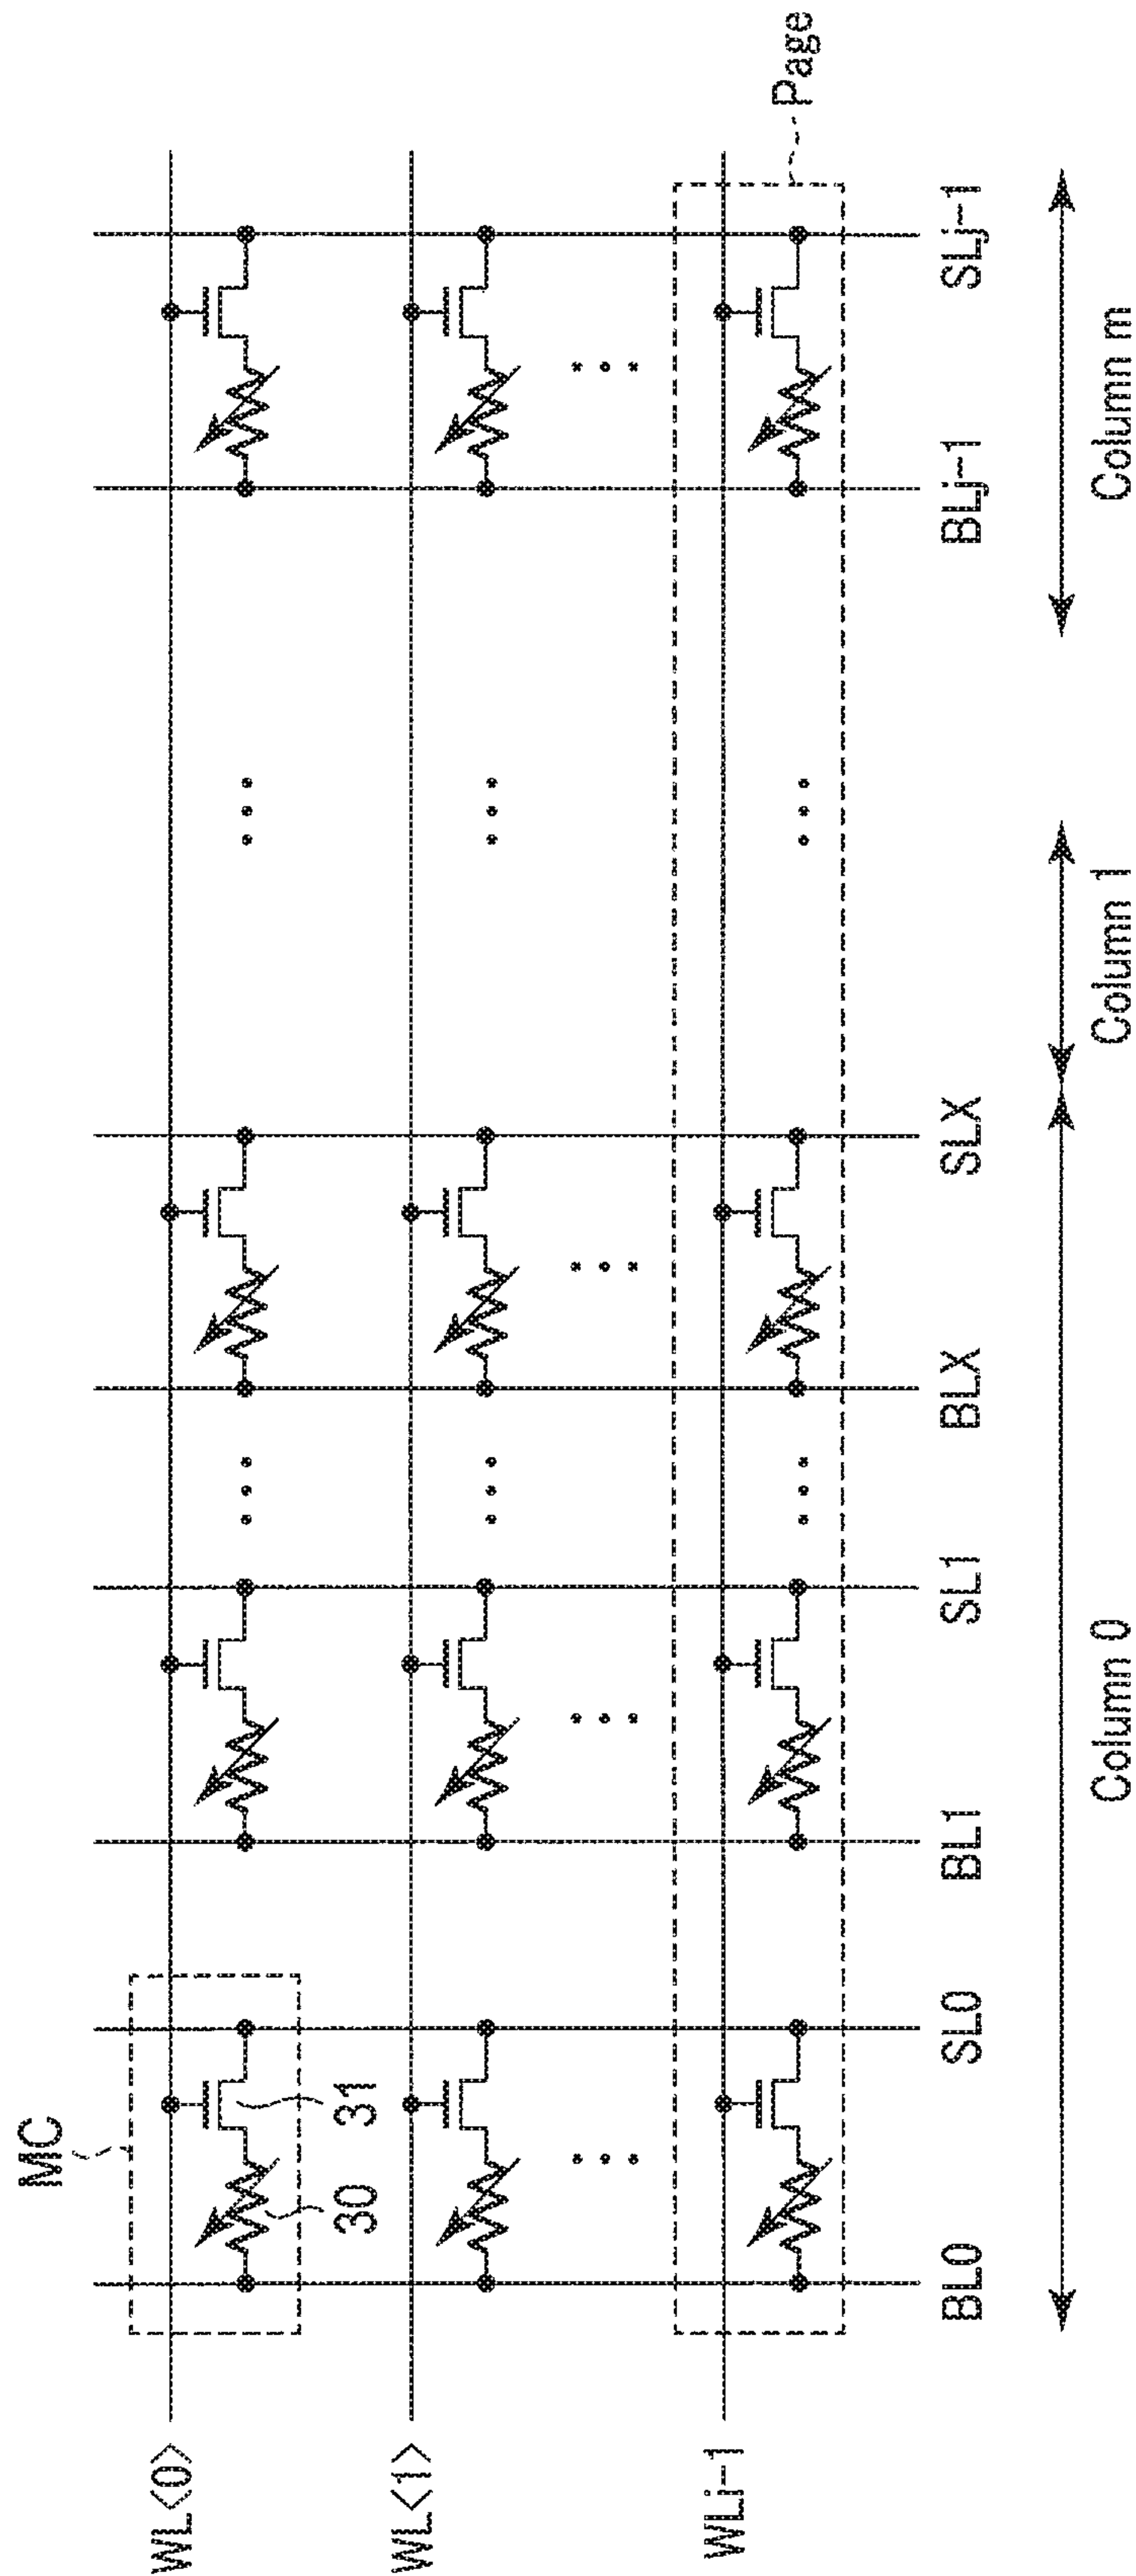 MC
WL<0>
30
31
WL<1>
WLi-1
Page
BL0
SL0
BL1
SL1
BLX
SLX
BLj-1
SLj-1
Column 0
Column 1
Column m